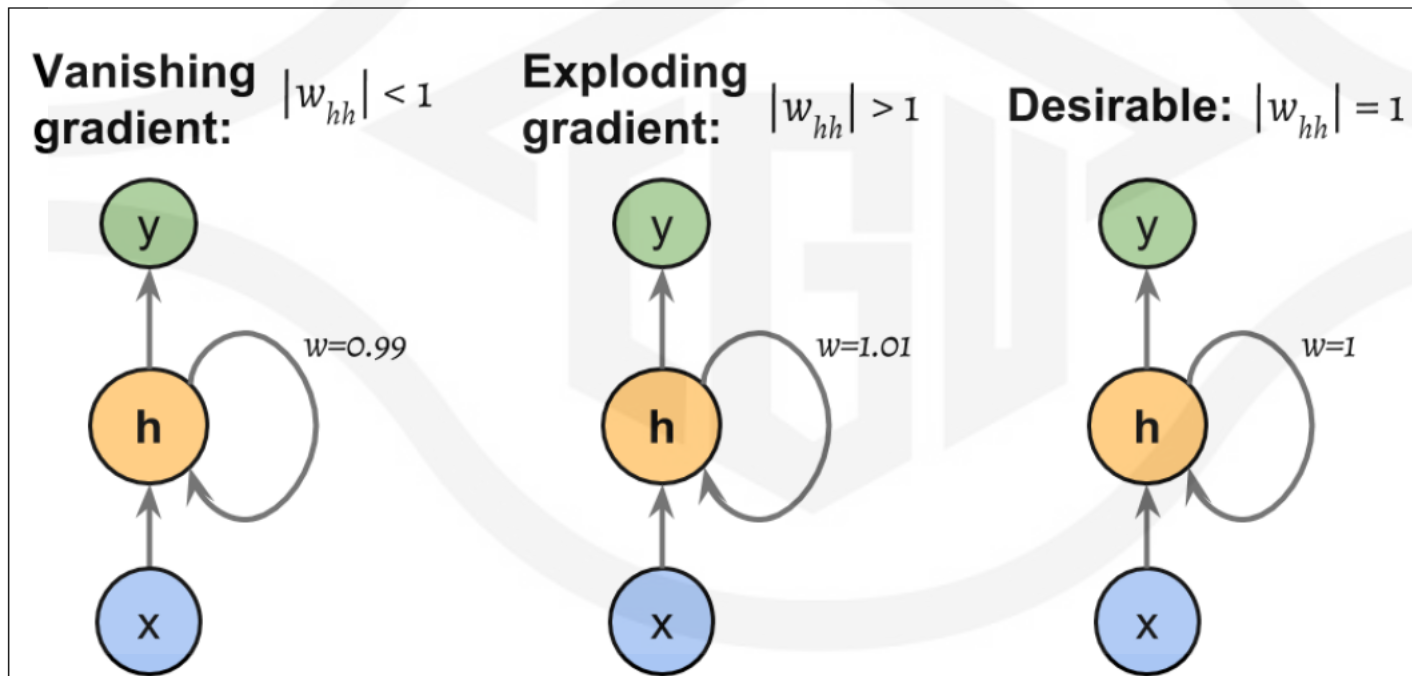 Vanishing
gradient: |w_hh| < 1
y
w=0.99
h
x
Exploding
gradient: |w_hh| > 1
y
w=1.01
h
x
Desirable: |w_hh| = 1
y
w=1
h
x